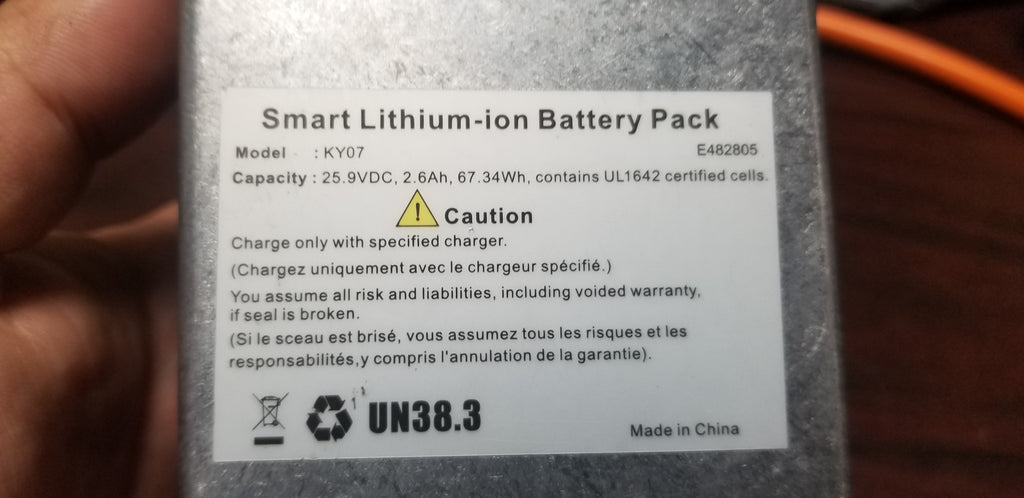 Smart Lithium-ion Battery Pack
Model : KY07 E482805
Capacity : 25.9VDC, 2.6Ah, 67.34Wh, contains UL1642 certified cells.
! Caution
Charge only with specified charger.
(Chargez uniquement avec le chargeur spécifié.)
You assume all risk and liabilities, including voided warranty,
if seal is broken.
(Si le sceau est brisé, vous assumez tous les risques et les
responsabilités,y compris l'annulation de la garantie).
UN38.3
Made in China